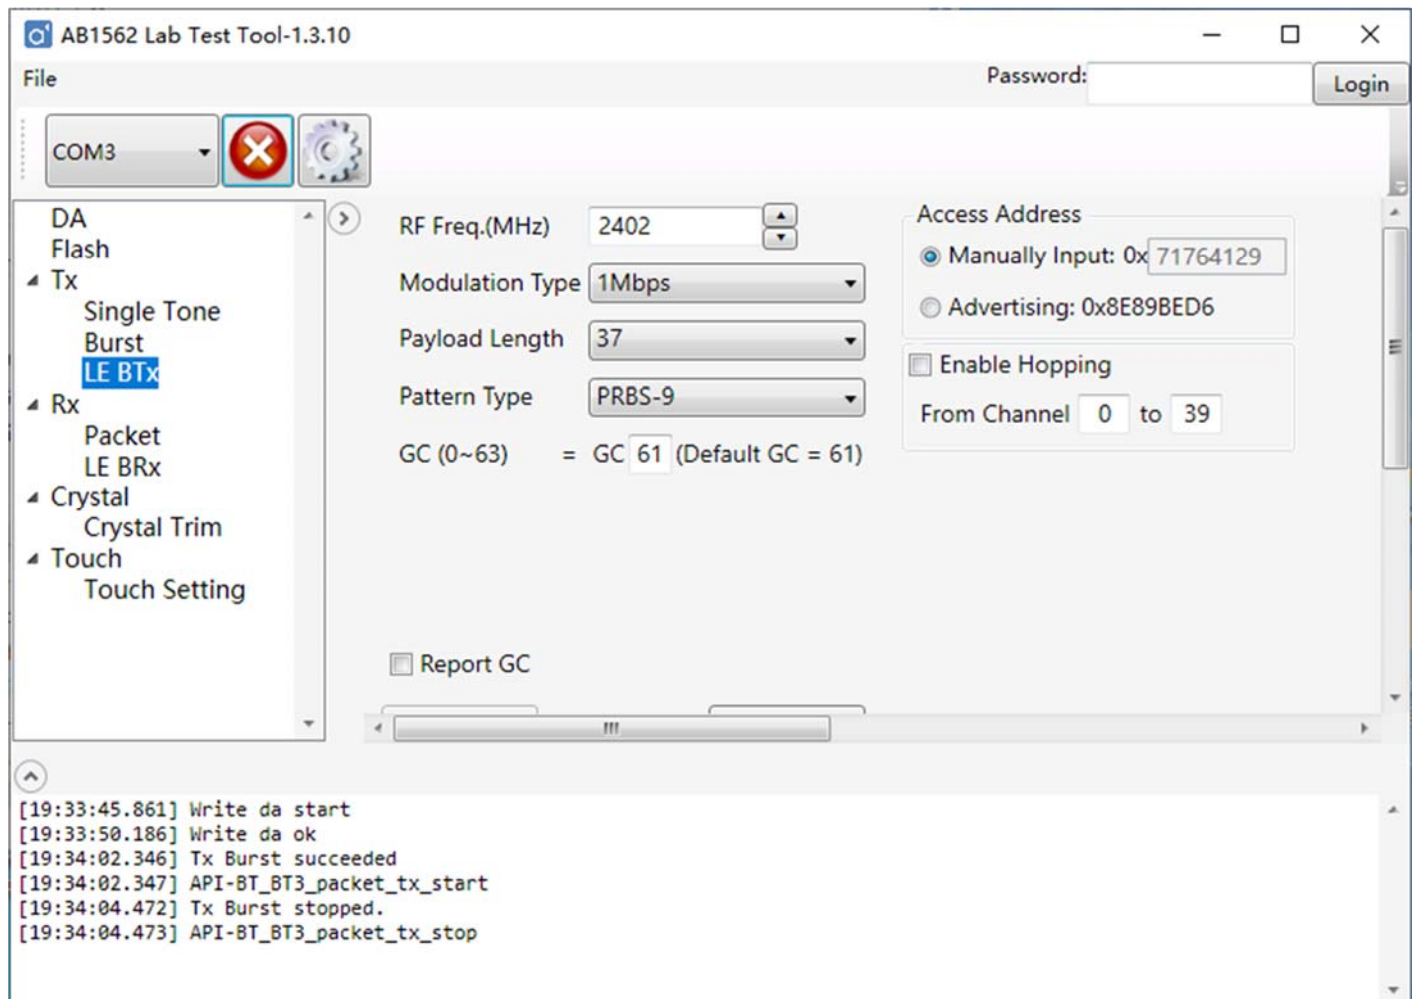 AB1562 Lab Test Tool-1.3.10
File
Password:
Login
COM3
DA
Flash
Tx
Single Tone
Burst
LE BTx
Rx
Packet
LE BRx
Crystal
Crystal Trim
Touch
Touch Setting
RF Freq.(MHz) 2402
Modulation Type 1Mbps
Payload Length 37
Pattern Type PRBS-9
GC (0~63) = GC 61 (Default GC = 61)
Report GC
Access Address
Manually Input: 0x 71764129
Advertising: 0x8E89BED6
Enable Hopping
From Channel 0 to 39
[19:33:45.861] Write da start
[19:33:50.186] Write da ok
[19:34:02.346] Tx Burst succeeded
[19:34:02.347] API-BT_BT3_packet_tx_start
[19:34:04.472] Tx Burst stopped.
[19:34:04.473] API-BT_BT3_packet_tx_stop